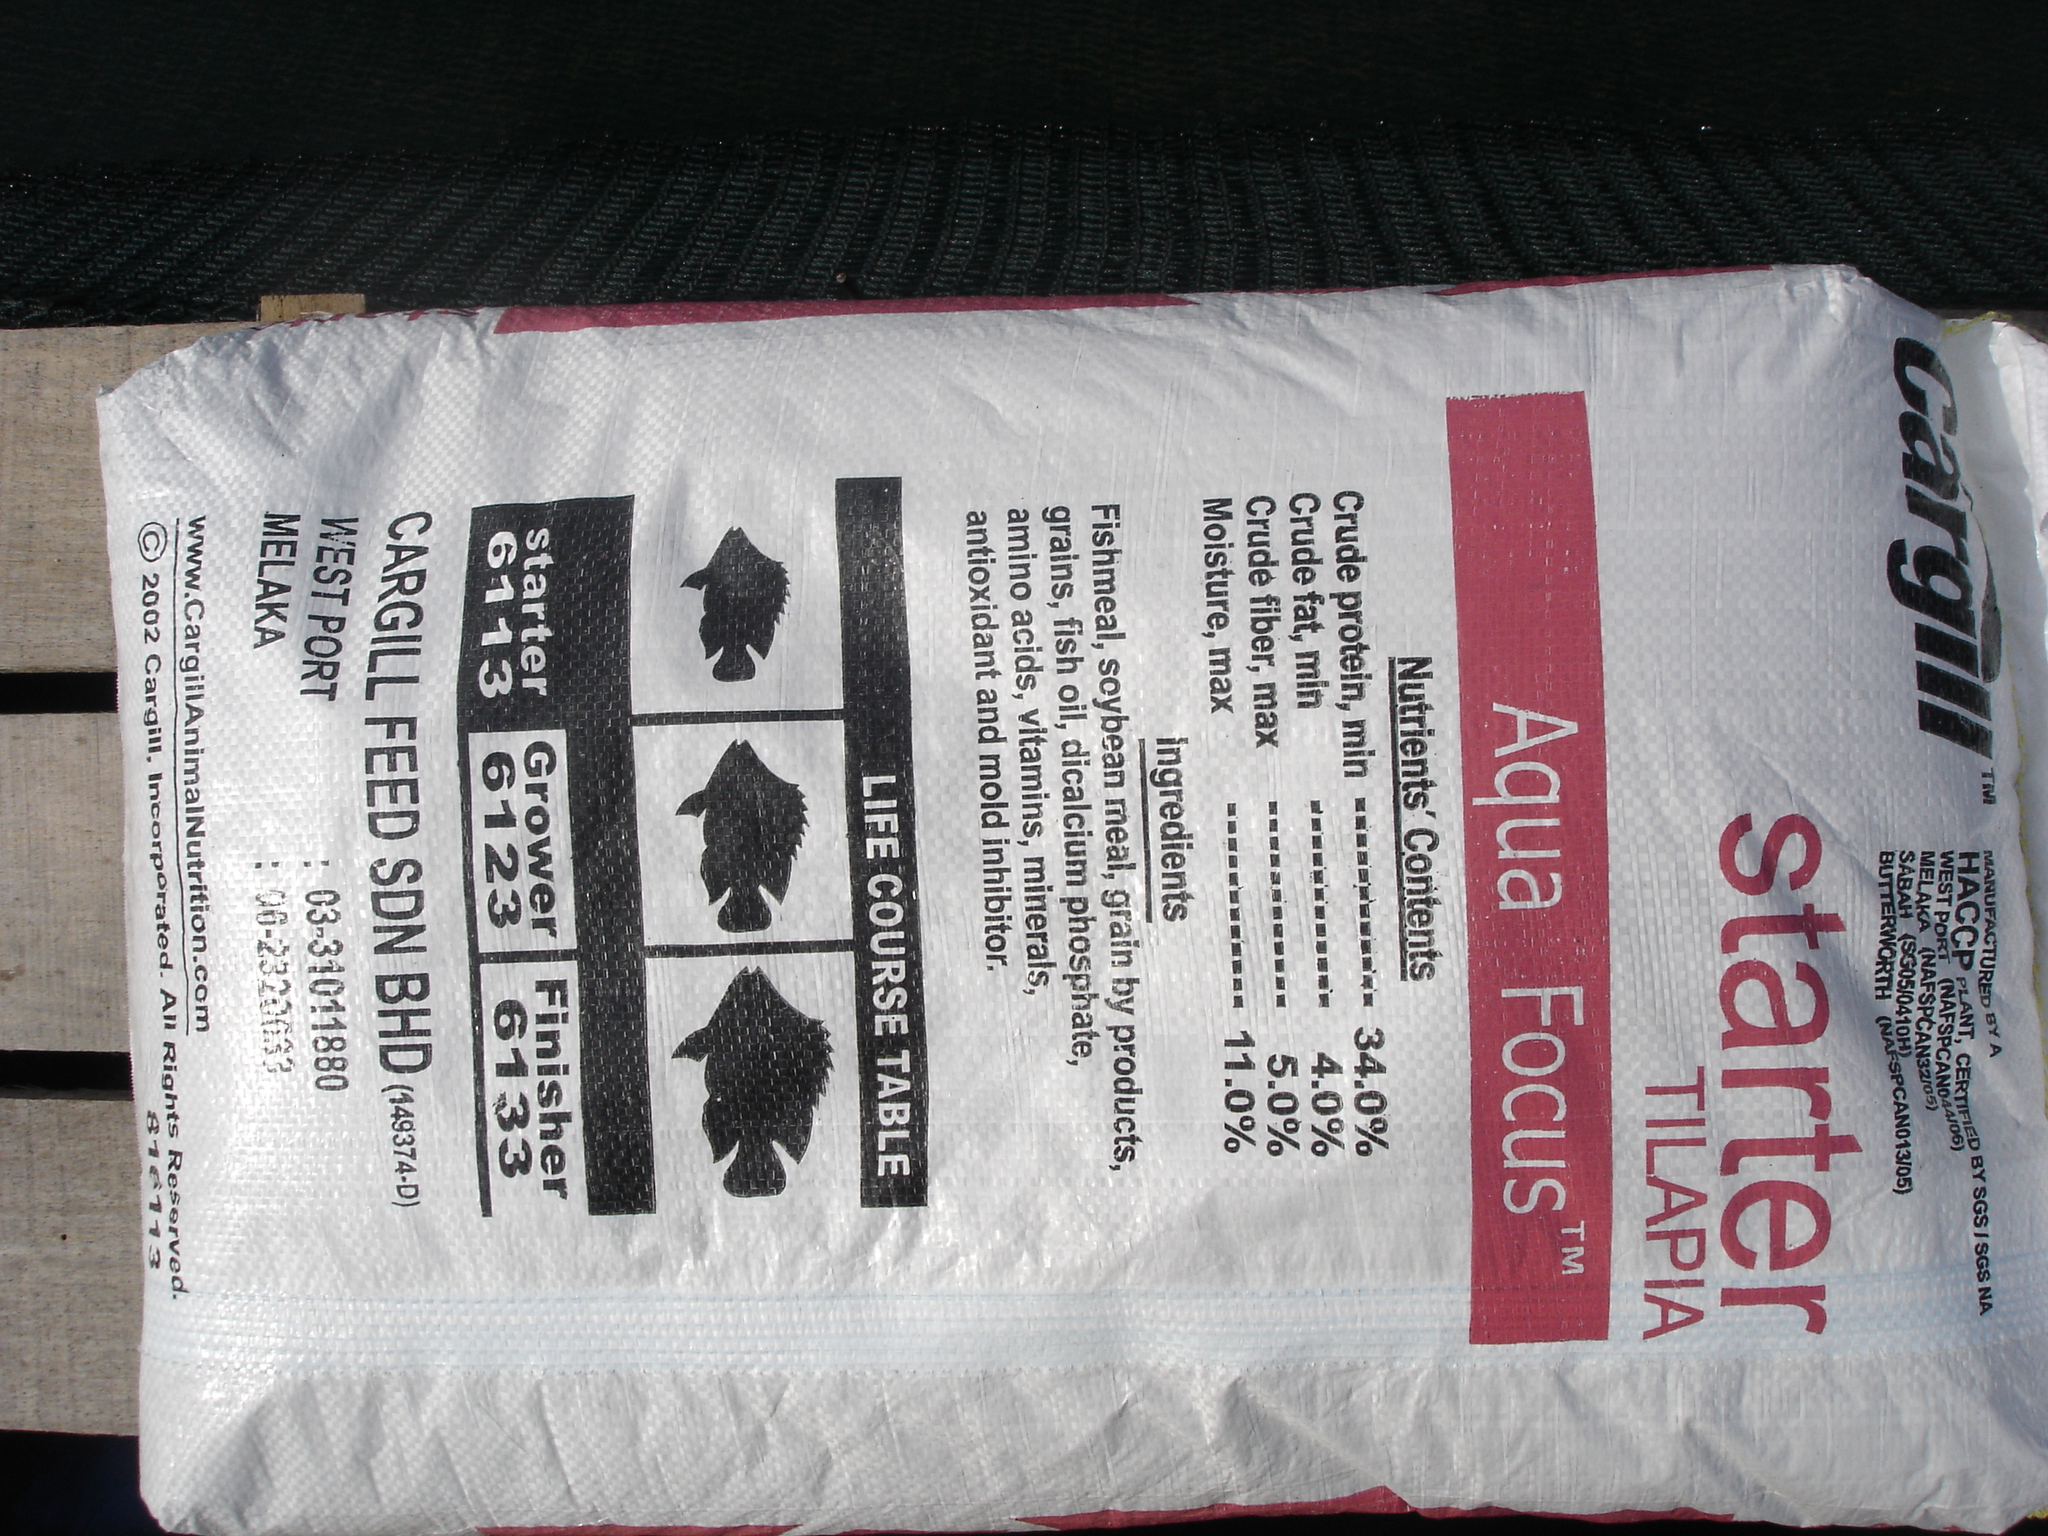 Cargill™
MANUFACTURED BY A
HACCP PLANT, CERTIFIED BY SGS / SGS NA
WEST PORT (NAFSPCAN044/06)
MELAKA (NAFSPCAN32/05)
SABAH (SG05/0410H)
BUTTERWORTH (NAFSPCAN013/05)
starter
TILAPIA
Aqua Focus™
Nutrients' Contents
Crude protein, min ---------------- 34.0%
Crude fat, min ---------------- 4.0%
Crude fiber, max ---------------- 5.0%
Moisture, max ---------------- 11.0%
Ingredients
Fishmeal, soybean meal, grain by products,
grains, fish oil, dicalcium phosphate,
amino acids, vitamins, minerals,
antioxidant and mold inhibitor.
LIFE COURSE TABLE
starter Grower Finisher
6113 6123 6133
CARGILL FEED SDN BHD (149374-D)
WEST PORT : 03-31011880
MELAKA :
www.CargillAnimalNutrition.com
© 2002 Cargill, Incorporated. All Rights Reserved.
816113